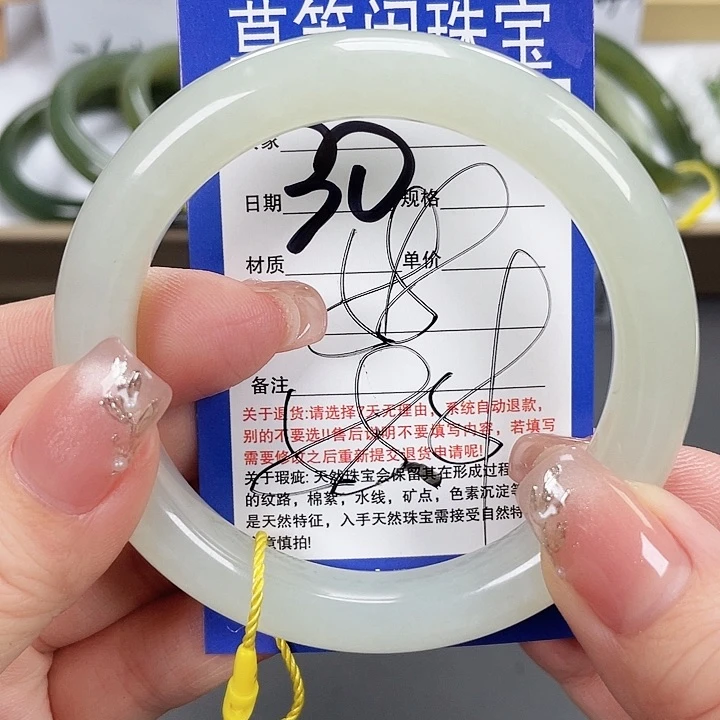 草笛闪珠宝
家
30
日期 规格
材质 单价
备注
关于退货:请选择7天无理由，系统自动退款，
别的不要选!!售后说明不要填写内容，若填写
需要修改之后重新提交退货申请呢!
关于瑕疵: 天然珠宝会保留其在形成过程
的纹路，棉絮，水线，矿点，色素沉淀等
是天然特征，入手天然珠宝需接受自然特
意慎拍!